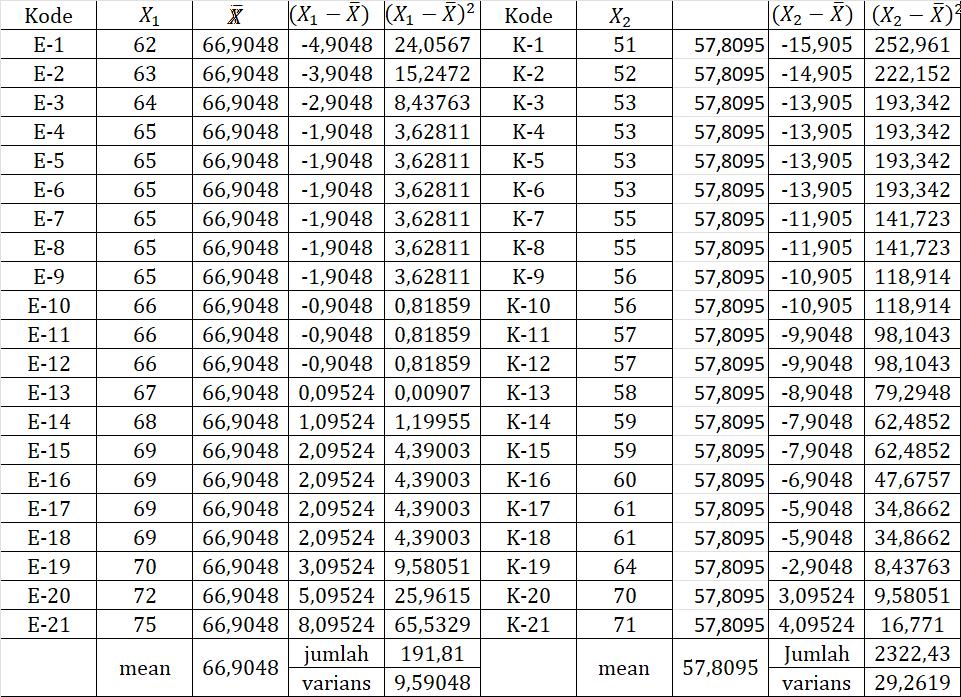 Kode X₁ X̄ (X₁ − X̄) (X₁ − X̄)² Kode X₂ (X₂ − X̄) (X₂ − X̄)²
E-1 62 66,9048 -4,9048 24,0567 K-1 51 57,8095 -15,905 252,961
E-2 63 66,9048 -3,9048 15,2472 K-2 52 57,8095 -14,905 222,152
E-3 64 66,9048 -2,9048 8,43763 K-3 53 57,8095 -13,905 193,342
E-4 65 66,9048 -1,9048 3,62811 K-4 53 57,8095 -13,905 193,342
E-5 65 66,9048 -1,9048 3,62811 K-5 53 57,8095 -13,905 193,342
E-6 65 66,9048 -1,9048 3,62811 K-6 53 57,8095 -13,905 193,342
E-7 65 66,9048 -1,9048 3,62811 K-7 55 57,8095 -11,905 141,723
E-8 65 66,9048 -1,9048 3,62811 K-8 55 57,8095 -11,905 141,723
E-9 65 66,9048 -1,9048 3,62811 K-9 56 57,8095 -10,905 118,914
E-10 66 66,9048 -0,9048 0,81859 K-10 56 57,8095 -10,905 118,914
E-11 66 66,9048 -0,9048 0,81859 K-11 57 57,8095 -9,9048 98,1043
E-12 66 66,9048 -0,9048 0,81859 K-12 57 57,8095 -9,9048 98,1043
E-13 67 66,9048 0,09524 0,00907 K-13 58 57,8095 -8,9048 79,2948
E-14 68 66,9048 1,09524 1,19955 K-14 59 57,8095 -7,9048 62,4852
E-15 69 66,9048 2,09524 4,39003 K-15 59 57,8095 -7,9048 62,4852
E-16 69 66,9048 2,09524 4,39003 K-16 60 57,8095 -6,9048 47,6757
E-17 69 66,9048 2,09524 4,39003 K-17 61 57,8095 -5,9048 34,8662
E-18 69 66,9048 2,09524 4,39003 K-18 61 57,8095 -5,9048 34,8662
E-19 70 66,9048 3,09524 9,58051 K-19 64 57,8095 -2,9048 8,43763
E-20 72 66,9048 5,09524 25,9615 K-20 70 57,8095 3,09524 9,58051
E-21 75 66,9048 8,09524 65,5329 K-21 71 57,8095 4,09524 16,771
mean 66,9048 jumlah 191,81 mean 57,8095 Jumlah 2322,43
varians 9,59048 varians 29,2619